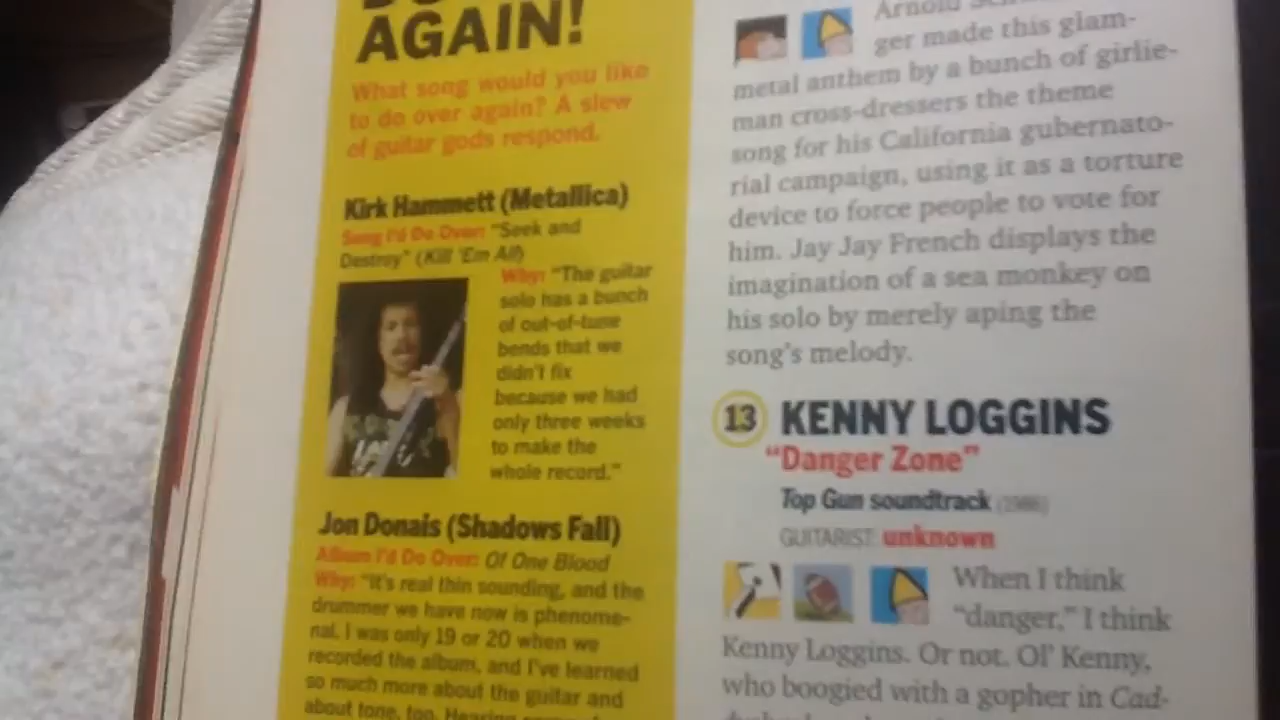 AGAIN!
What song would you like
to do over again? A slew
of guitar gods respond.
Kirk Hammett (Metallica)
Song I'd Do Over: "Seek and
Destroy" (Kill 'Em All)
Why: "The guitar
solo has a bunch
of out-of-tune
bends that we
didn't fix
because we had
only three weeks
to make the
whole record."
Jon Donais (Shadows Fall)
Album I'd Do Over: Of One Blood
Why: "It's real thin sounding, and the
drummer we have now is phenome-
nal. I was only 19 or 20 when we
recorded the album, and I've learned
so much more about the guitar and
about tone, too. Hearing
Arnold
ger made this glam-
metal anthem by a bunch of girlie-
man cross-dressers the theme
song for his California gubernato-
rial campaign, using it as a torture
device to force people to vote for
him. Jay Jay French displays the
imagination of a sea monkey on
his solo by merely aping the
song's melody.
13 KENNY LOGGINS
"Danger Zone"
Top Gun soundtrack (1986)
GUITARIST: unknown
When I think
"danger," I think
Kenny Loggins. Or not. Ol' Kenny,
who boogied with a gopher in Cad-